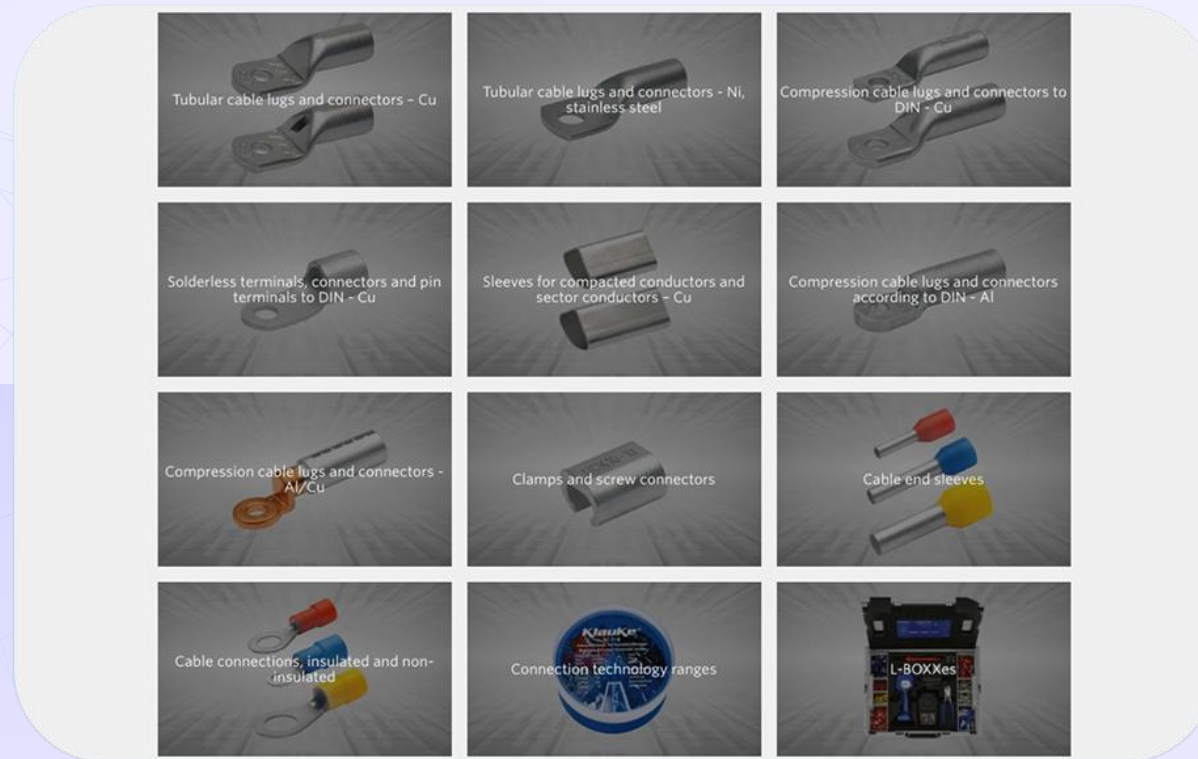 Tubular cable lugs and connectors – Cu
Tubular cable lugs and connectors - Ni,
stainless steel
Compression cable lugs and connectors to
DIN - Cu
Solderless terminals, connectors and pin
terminals to DIN - Cu
Sleeves for compacted conductors and
sector conductors – Cu
Compression cable lugs and connectors
according to DIN - Al
Compression cable lugs and connectors -
Al/Cu
Clamps and screw connectors
Cable end sleeves
Cable connections, insulated and non-
insulated
Klauke
Connection technology ranges
L-BOXXes